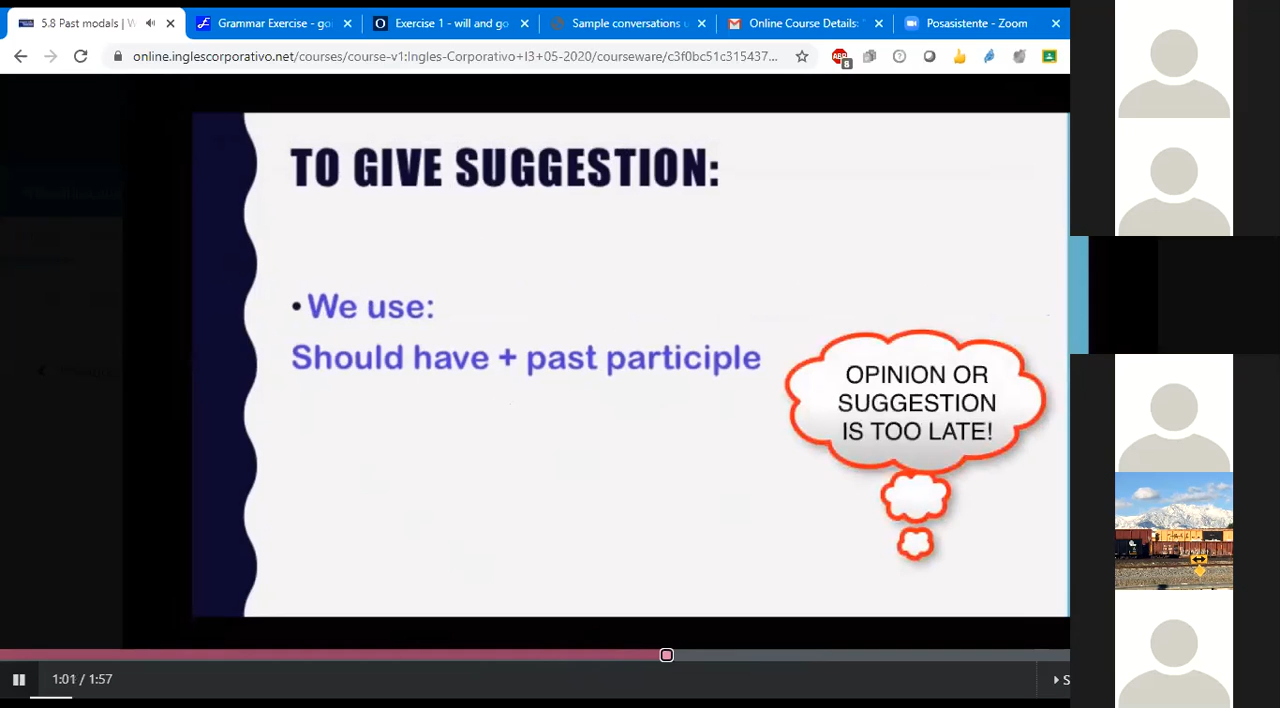 5.8 Past modals | W
Grammar Exercise - go
Exercise 1 - will and go
Sample conversations u
Online Course Details: "
Posasistente - Zoom
online.inglescorporativo.net/courses/course-v1:Ingles-Corporativo+I3+05-2020/courseware/c3f0bc51c315437...
ABP
8
TO GIVE SUGGESTION:
• We use:
Should have + past participle
OPINION OR
SUGGESTION
IS TOO LATE!
1:01 / 1:57
S